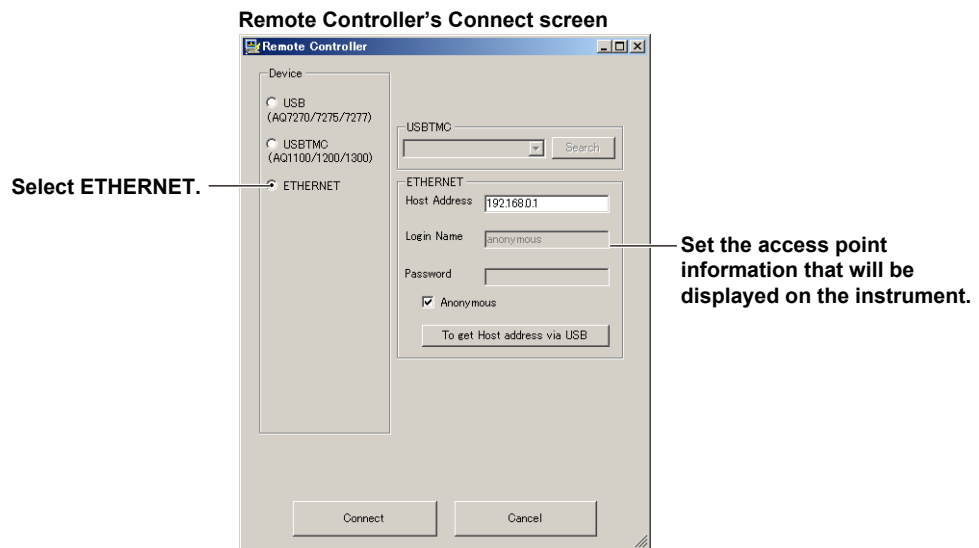 Remote Controller's Connect screen
Remote Controller
Device
USB
(AQ7270/7275/7277)
USBTMC
(AQ1100/1200/1300)
ETHERNET
Select ETHERNET.
USBTMC
Search
ETHERNET
Host Address 192.168.0.1
Login Name anonymous
Password
Anonymous
To get Host address via USB
Set the access point
information that will be
displayed on the instrument.
Connect Cancel